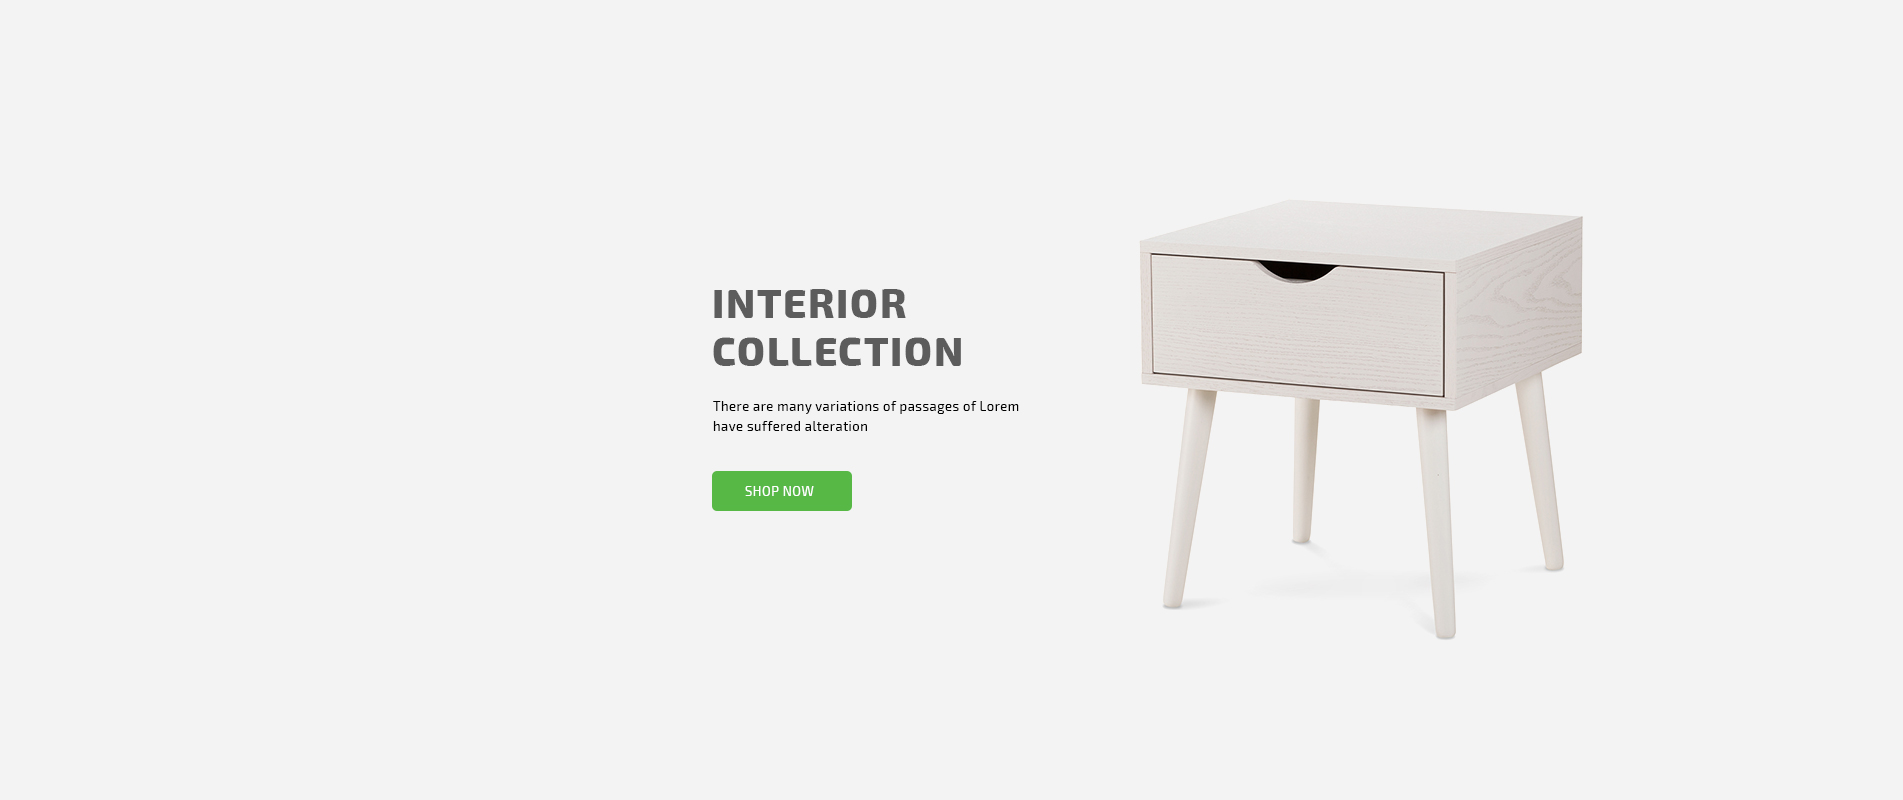 INTERIOR
COLLECTION
There are many variations of passages of Lorem
have suffered alteration
SHOP NOW